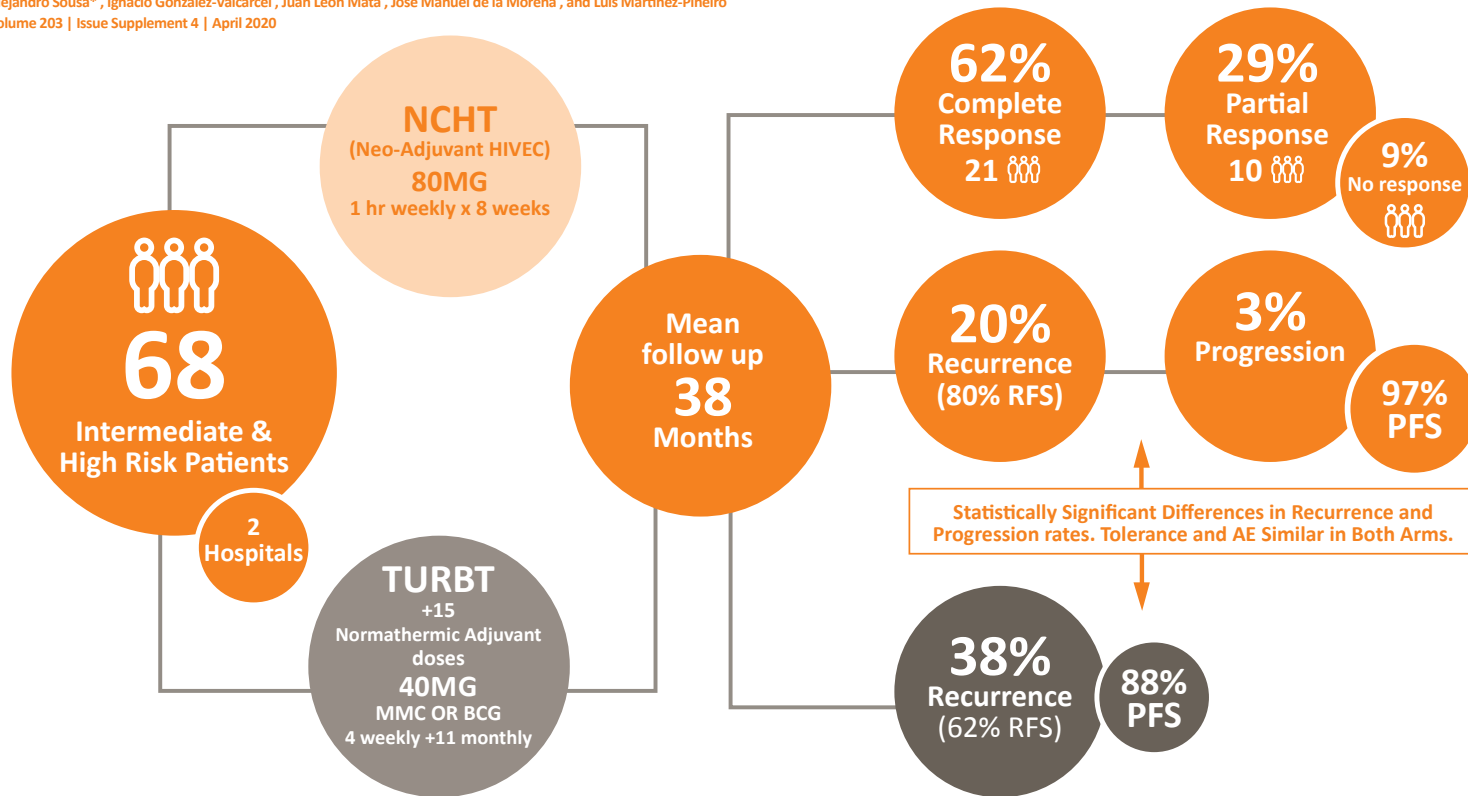 Alejandro Sousa*, Ignacio González-Valcárcel, Juan León Mata, José Manuel de la Morena, and Luis Martínez-Piñeiro
Volume 203 | Issue Supplement 4 | April 2020
68
Intermediate &
High Risk Patients
2
Hospitals
NCHT
(Neo-Adjuvant HIVEC)
80MG
1 hr weekly x 8 weeks
TURBT
+15
Normathermic Adjuvant
doses
40MG
MMC OR BCG
4 weekly +11 monthly
Mean
follow up
38
Months
62%
Complete
Response
21
29%
Partial
Response
10
9%
No response
20%
Recurrence
(80% RFS)
3%
Progression
97%
PFS
Statistically Significant Differences in Recurrence and
Progression rates. Tolerance and AE Similar in Both Arms.
38%
Recurrence
(62% RFS)
88%
PFS